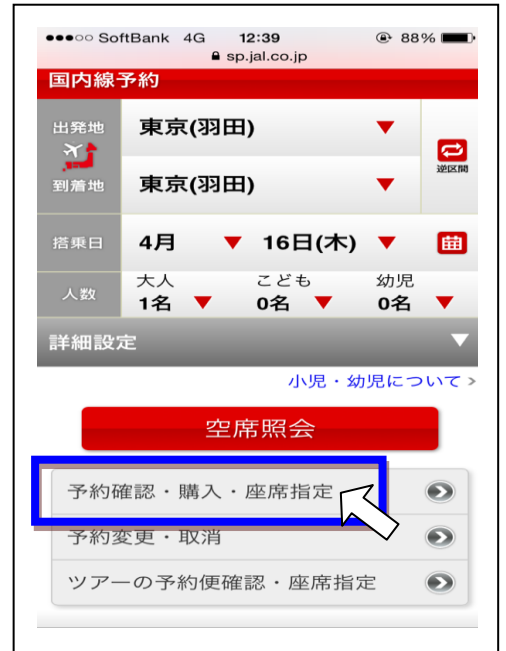 SoftBank 4G 12:39 88%
sp.jal.co.jp
国内線予約
出発地 東京(羽田) ▼
到着地 東京(羽田) ▼
逆区間
搭乗日 4月 ▼ 16日(木) ▼
大人 こども 幼児
人数 1名 ▼ 0名 ▼ 0名 ▼
詳細設定 ▼
小児・幼児について >
空席照会
予約確認・購入・座席指定
予約変更・取消
ツアーの予約便確認・座席指定